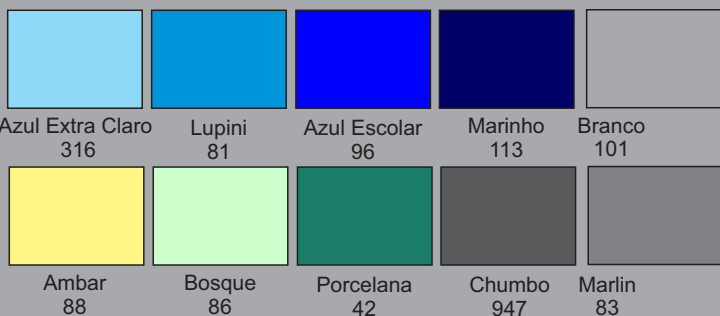 Azul Extra Claro
316
Lupini
81
Azul Escolar
96
Marinho
113
Branco
101
Ambar
88
Bosque
86
Porcelana
42
Chumbo
947
Marlin
83